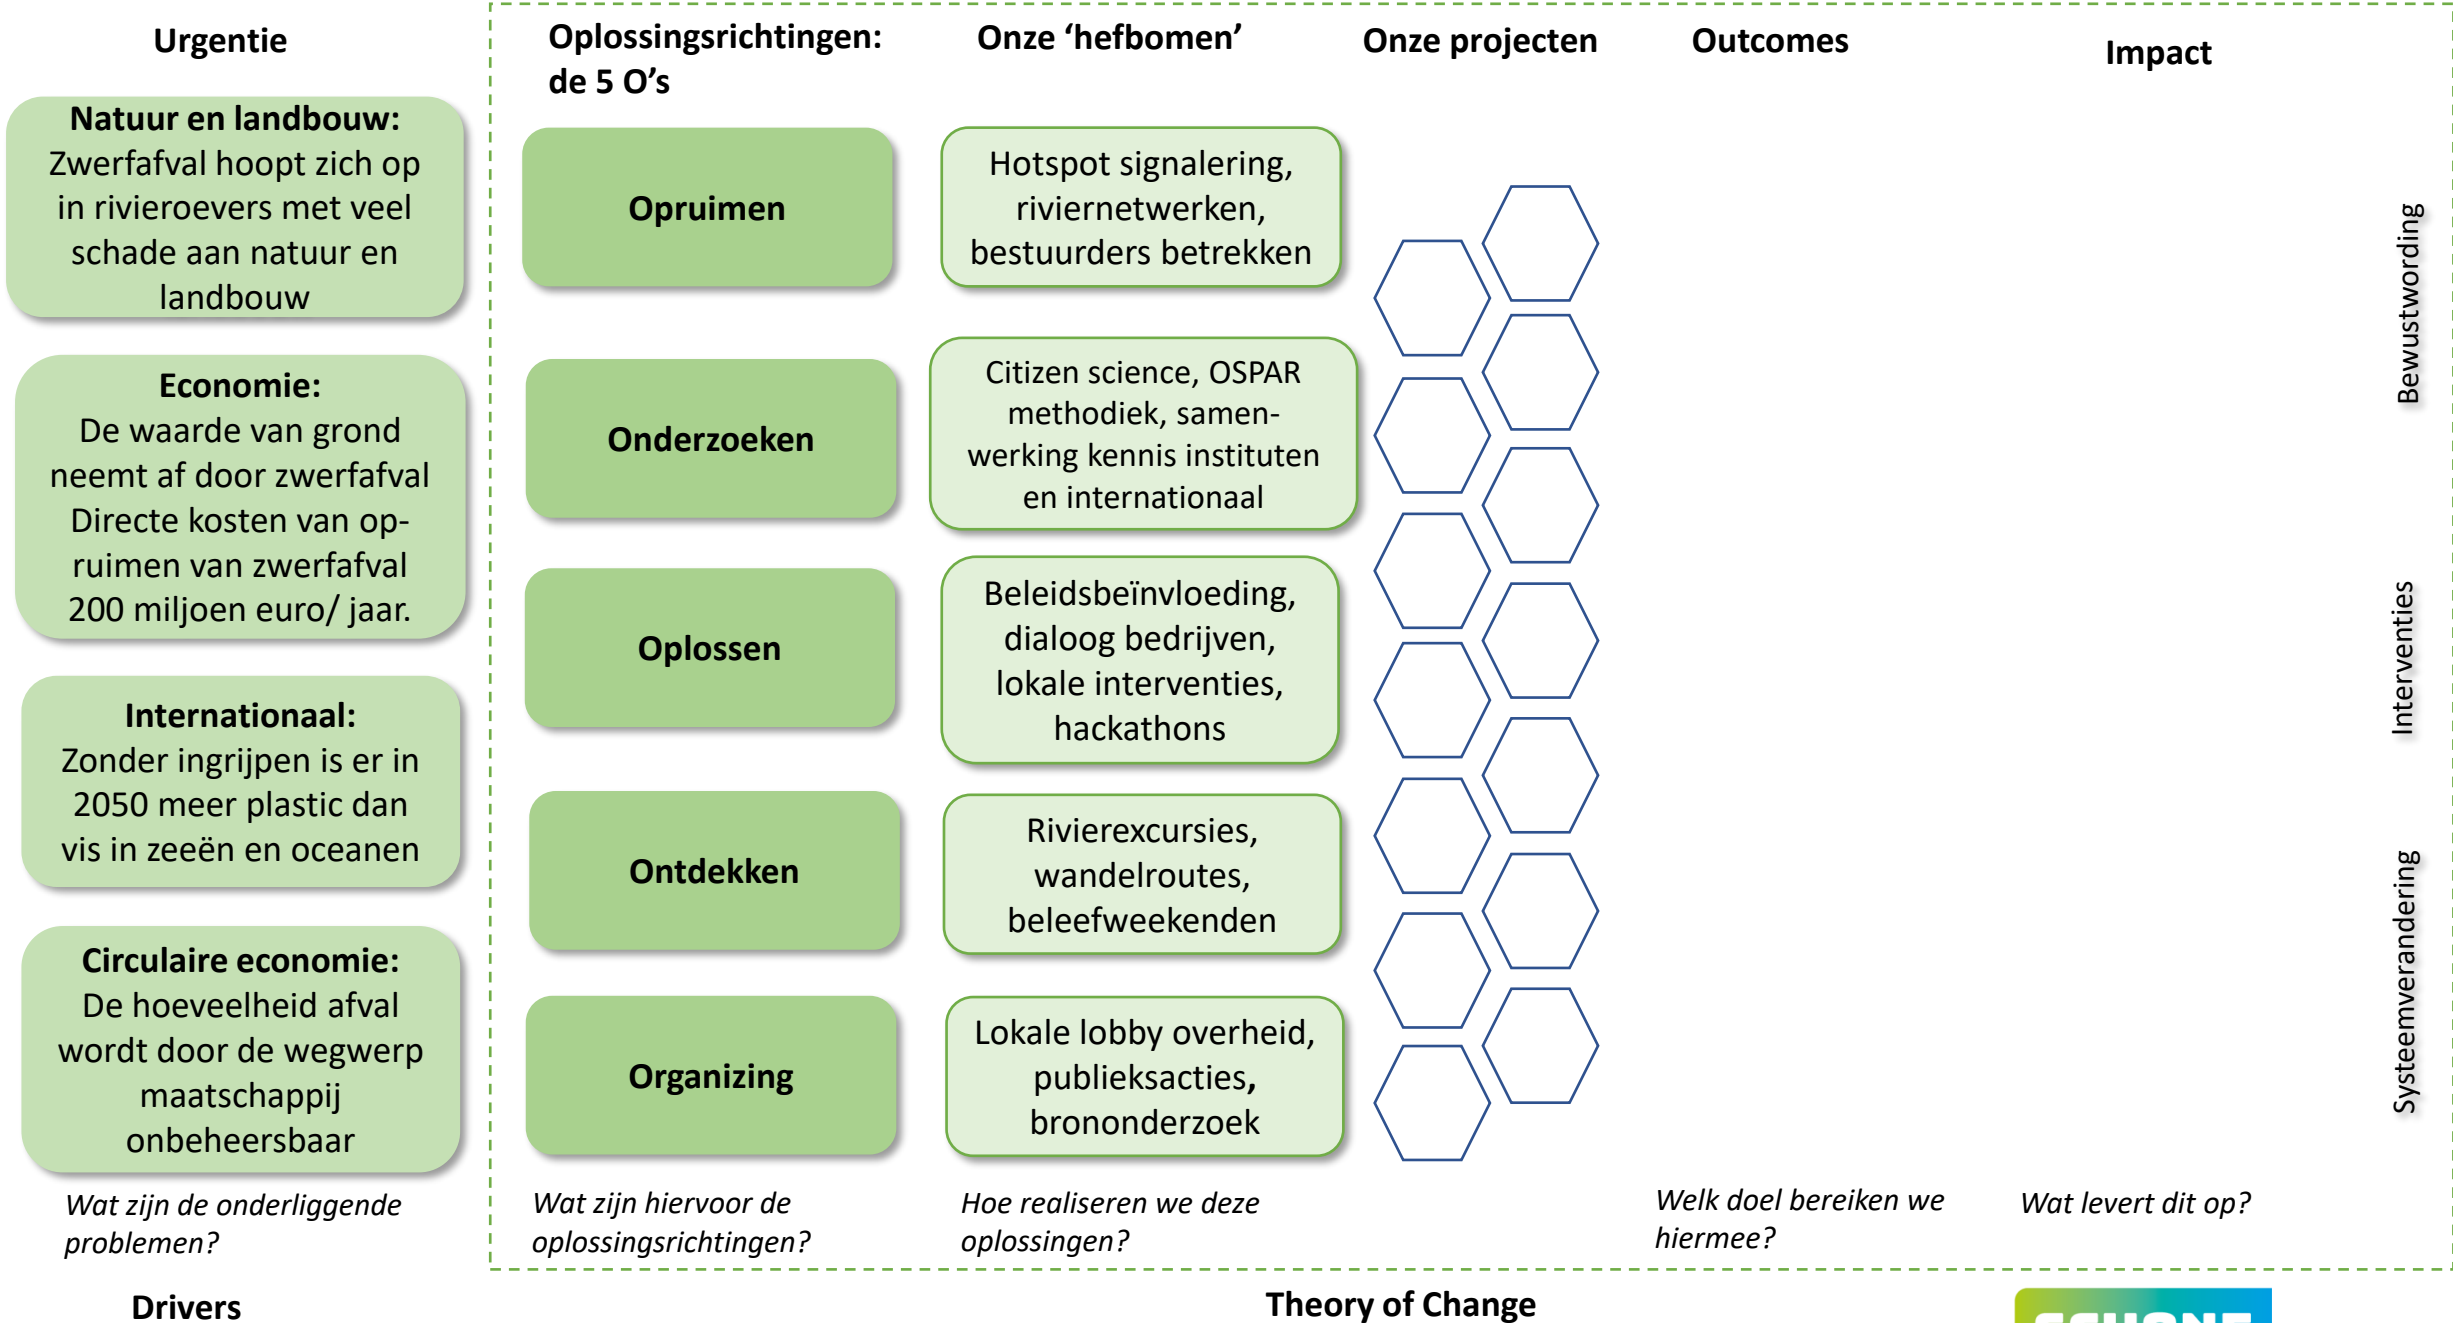 Urgentie
Natuur en landbouw:
Zwerfafval hoopt zich op
in rivieroevers met veel
schade aan natuur en
landbouw
Economie:
De waarde van grond
neemt af door zwerfafval
Directe kosten van op-
ruimen van zwerfafval
200 miljoen euro/ jaar.
Internationaal:
Zonder ingrijpen is er in
2050 meer plastic dan
vis in zeeën en oceanen
Circulaire economie:
De hoeveelheid afval
wordt door de wegwerp
maatschappij
onbeheersbaar
Wat zijn de onderliggende
problemen?
Drivers
Oplossingsrichtingen:
de 5 O’s
Opruimen
Onderzoeken
Oplossen
Ontdekken
Organizing
Wat zijn hiervoor de
oplossingsrichtingen?
Onze ‘hefbomen’
Hotspot signalering,
riviernetwerken,
bestuurders betrekken
Citizen science, OSPAR
methodiek, samen-
werking kennis instituten
en internationaal
Beleidsbeïnvloeding,
dialoog bedrijven,
lokale interventies,
hackathons
Rivierexcursies,
wandelroutes,
beleefweekenden
Lokale lobby overheid,
publieksacties,
brononderzoek
Hoe realiseren we deze
oplossingen?
Onze projecten
Outcomes
Welk doel bereiken we
hiermee?
Impact
Wat levert dit op?
Bewustwording
Interventies
Systeemverandering
Theory of Change